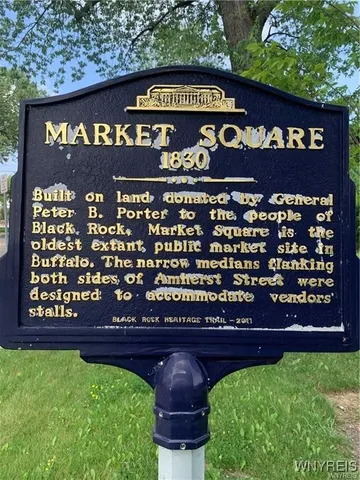 MARKET SQUARE
1830
Built on land donated by General
Peter B. Porter to the people of
Black Rock, Market Square is the
oldest extant public market site in
Buffalo. The narrow medians flanking
both sides of Amherst Street were
designed to accommodate vendors'
stalls.
BLACK ROCK HERITAGE TRAIL - 2011
WNYREIS
WNYREIS